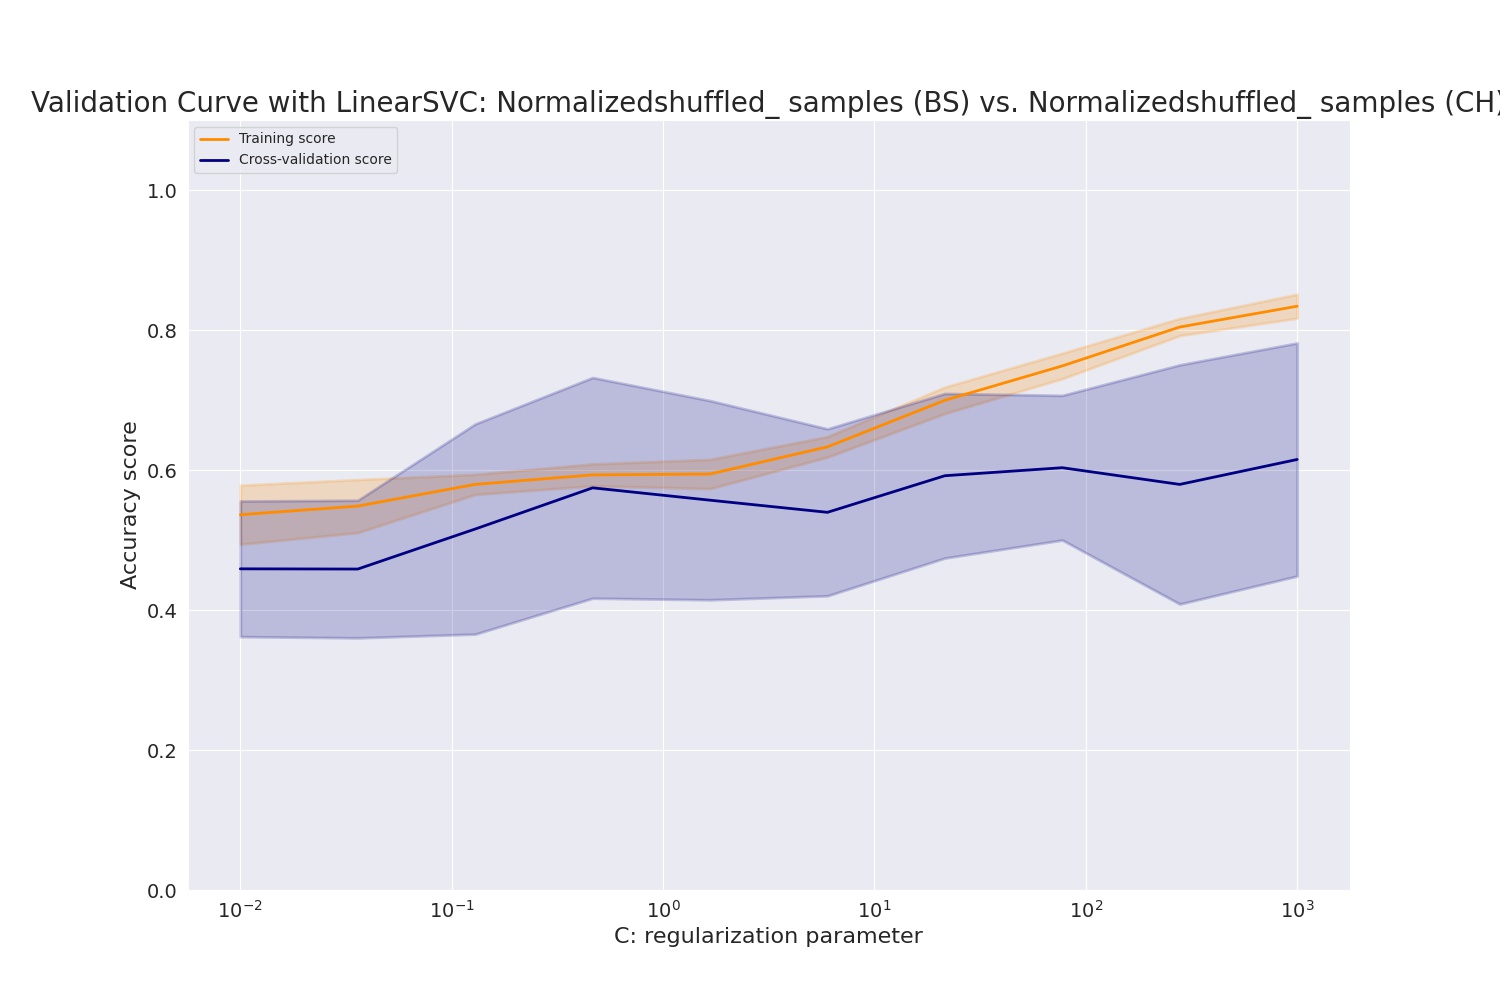 Validation Curve with LinearSVC: Normalizedshuffled_ samples (BS) vs. Normalizedshuffled_ samples (CH)
Training score
Cross-validation score
1.0
0.8
0.6
0.4
0.2
0.0
Accuracy score
10⁻² 10⁻¹ 10⁰ 10¹ 10² 10³
C: regularization parameter